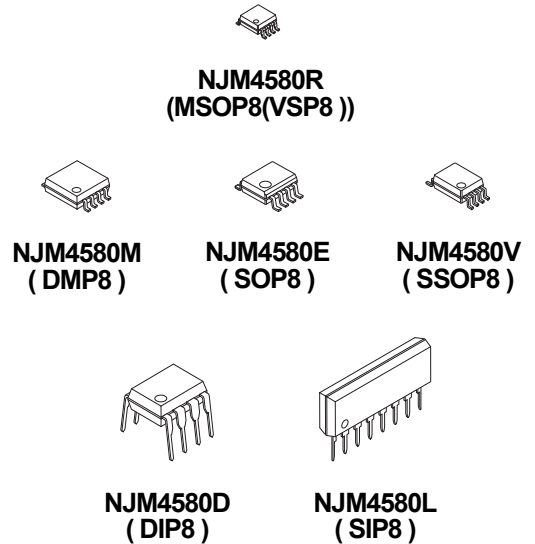 NJM4580R
(MSOP8(VSP8 ))
NJM4580M
( DMP8 )
NJM4580E
( SOP8 )
NJM4580V
( SSOP8 )
NJM4580D
( DIP8 )
NJM4580L
( SIP8 )